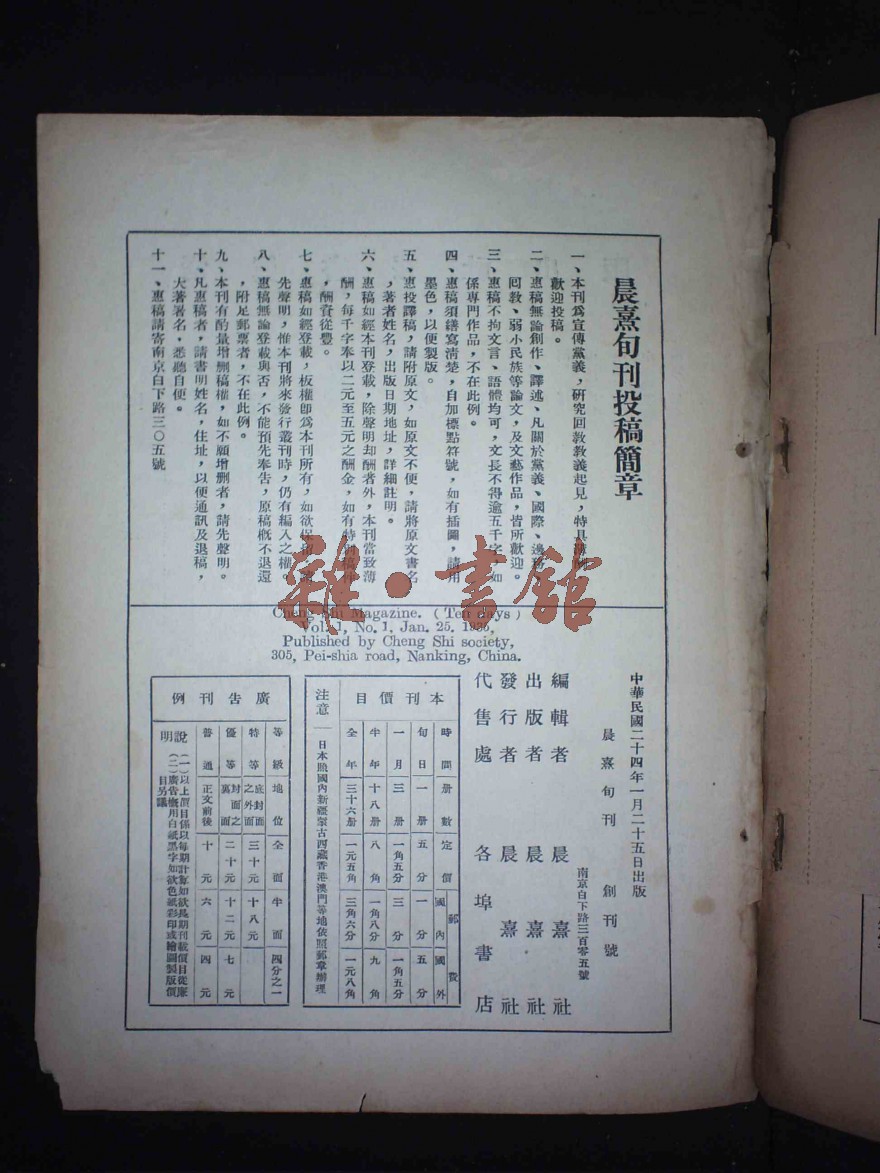 晨熹旬刊投稿簡章
一、本刊爲宣傳黨義，硏究回敎敎義起見，特具
歡迎投稿。
二、惠稿無論創作、譯述、凡關於黨義、國際、邊
回敎、弱小民族等論文，及文藝作品，皆所歡迎。
三、惠稿不拘文言、語體均可，文長不得逾五千字，如
係專門作品，不在此例。
四、惠稿須繕寫淸楚，自加標點符號，如有插圖，請用
墨色，以便製版。
五、惠投譯稿，請附原文，如原文不便，請將原文書名
，著者姓名，出版日期地址，詳細註明。
六、惠稿如經本刊登載，除聲明却酬者外，本刊當致薄
酬，每千字奉以二元至五元之酬金，如有特別稿件
，酬資從豐。
七、惠稿如經登載，板權卽爲本刊所有，如欲保
先聲明，惟本刊將來發行叢刊時，仍有編入之權。
八、惠稿無論登載與否，不能預先奉告，原稿槪不退還
，附足郵票者，不在此例。
九、本刊有酌量增删稿權，如不願增删者，請先聲明。
十、凡惠稿者，請書明姓名，住址，以便通訊及退稿，
大著署名，悉聽自便。
十一、惠稿請寄南京白下路三〇五號
雜·書館
Cheng Shi Magazine. (Ten days)
Vol. 1, No. 1, Jan. 25. 1935,
Published by Cheng Shi society,
305, Pei-shia road, Nanking, China.
中華民國二十四年一月二十五日出版
晨熹旬刊 創刊號
南京白下路三百零五號
編輯者 晨熹社
出版者 晨熹社
發行者 晨熹社
代售處 各埠書店
本刊價目
時間 册數 定價 郵費 國內 國外
旬日 一册 五分 一分 五分
一月 三册 一角五分 三分 一角五分
半年 十八册 八角 一角八分 九角
全年 三十六册 一元五角 三角六分 一元八角
注意 日本照國內新疆蒙古西藏香港澳門等地依照郵章辦理
廣吿刊例
等級 地位 全面 半面 四分之一
特等 底封面之外面 三十元 十八元
優等 封面之裏面 二十元 十二元 七元
普通 正文前後 十元 六元 四元
說明 (一)以上價目係以每期計算如欲長期刊載價目從廉
(二)廣吿槪用白紙黑字如欲色紙彩印或繪圖製版價
目另議